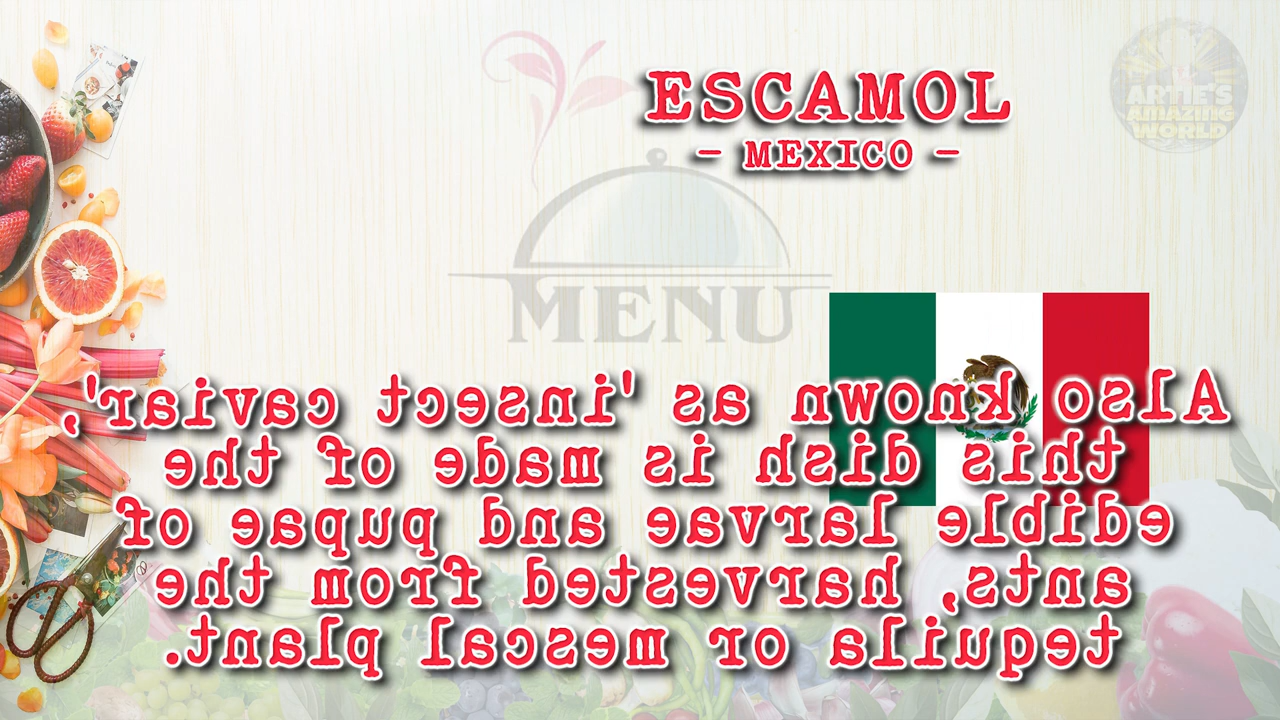 ESCAMOL
- MEXICO -
ARTIE'S
AMAZING
WORLD
MENU
Also known as 'insect caviar',
this dish is made of the
edible larvae and pupae of
ants, harvested from the
tequila or mescal plant.